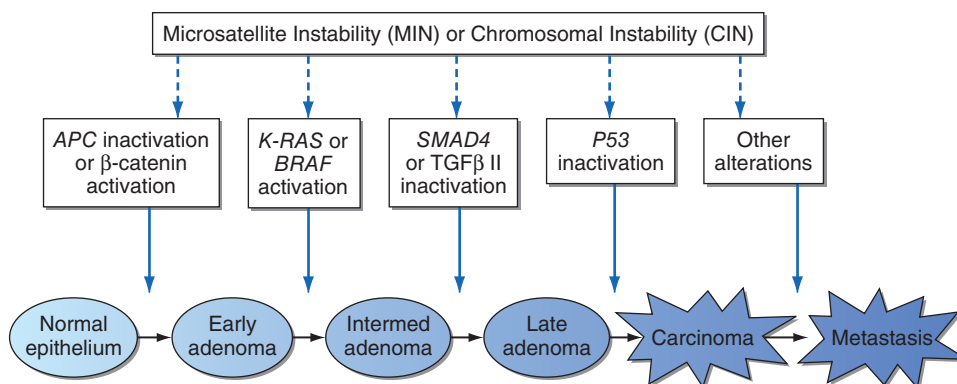 Microsatellite Instability (MIN) or Chromosomal Instability (CIN)
APC inactivation
or β-catenin
activation
K-RAS or
BRAF
activation
SMAD4
or TGFβ II
inactivation
P53
inactivation
Other
alterations
Normal
epithelium
Early
adenoma
Intermed
adenoma
Late
adenoma
Carcinoma
Metastasis